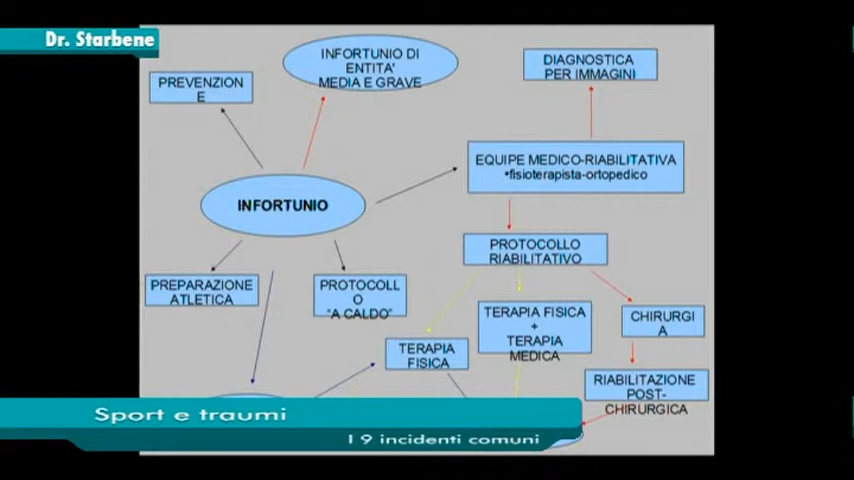 Dr. Starbene
INFORTUNIO DI
ENTITA'
MEDIA E GRAVE
DIAGNOSTICA
PER IMMAGINI
PREVENZION
E
EQUIPE MEDICO-RIABILITATIVA
•fisioterapista-ortopedico
INFORTUNIO
PROTOCOLLO
RIABILITATIVO
PREPARAZIONE
ATLETICA
PROTOCOLL
O
"A CALDO"
TERAPIA FISICA
+
TERAPIA
MEDICA
CHIRURGI
A
TERAPIA
FISICA
RIABILITAZIONE
POST-
CHIRURGICA
Sport e traumi
I 9 incidenti comuni